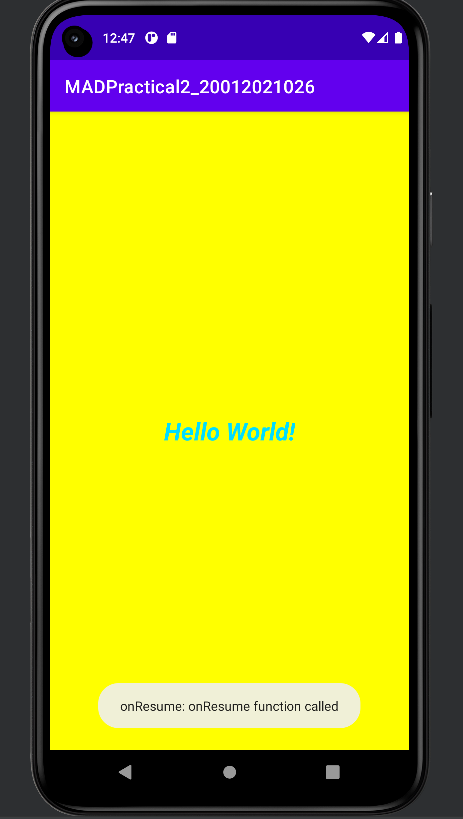 12:47
MADPractical2_20012021026
Hello World!
onResume: onResume function called